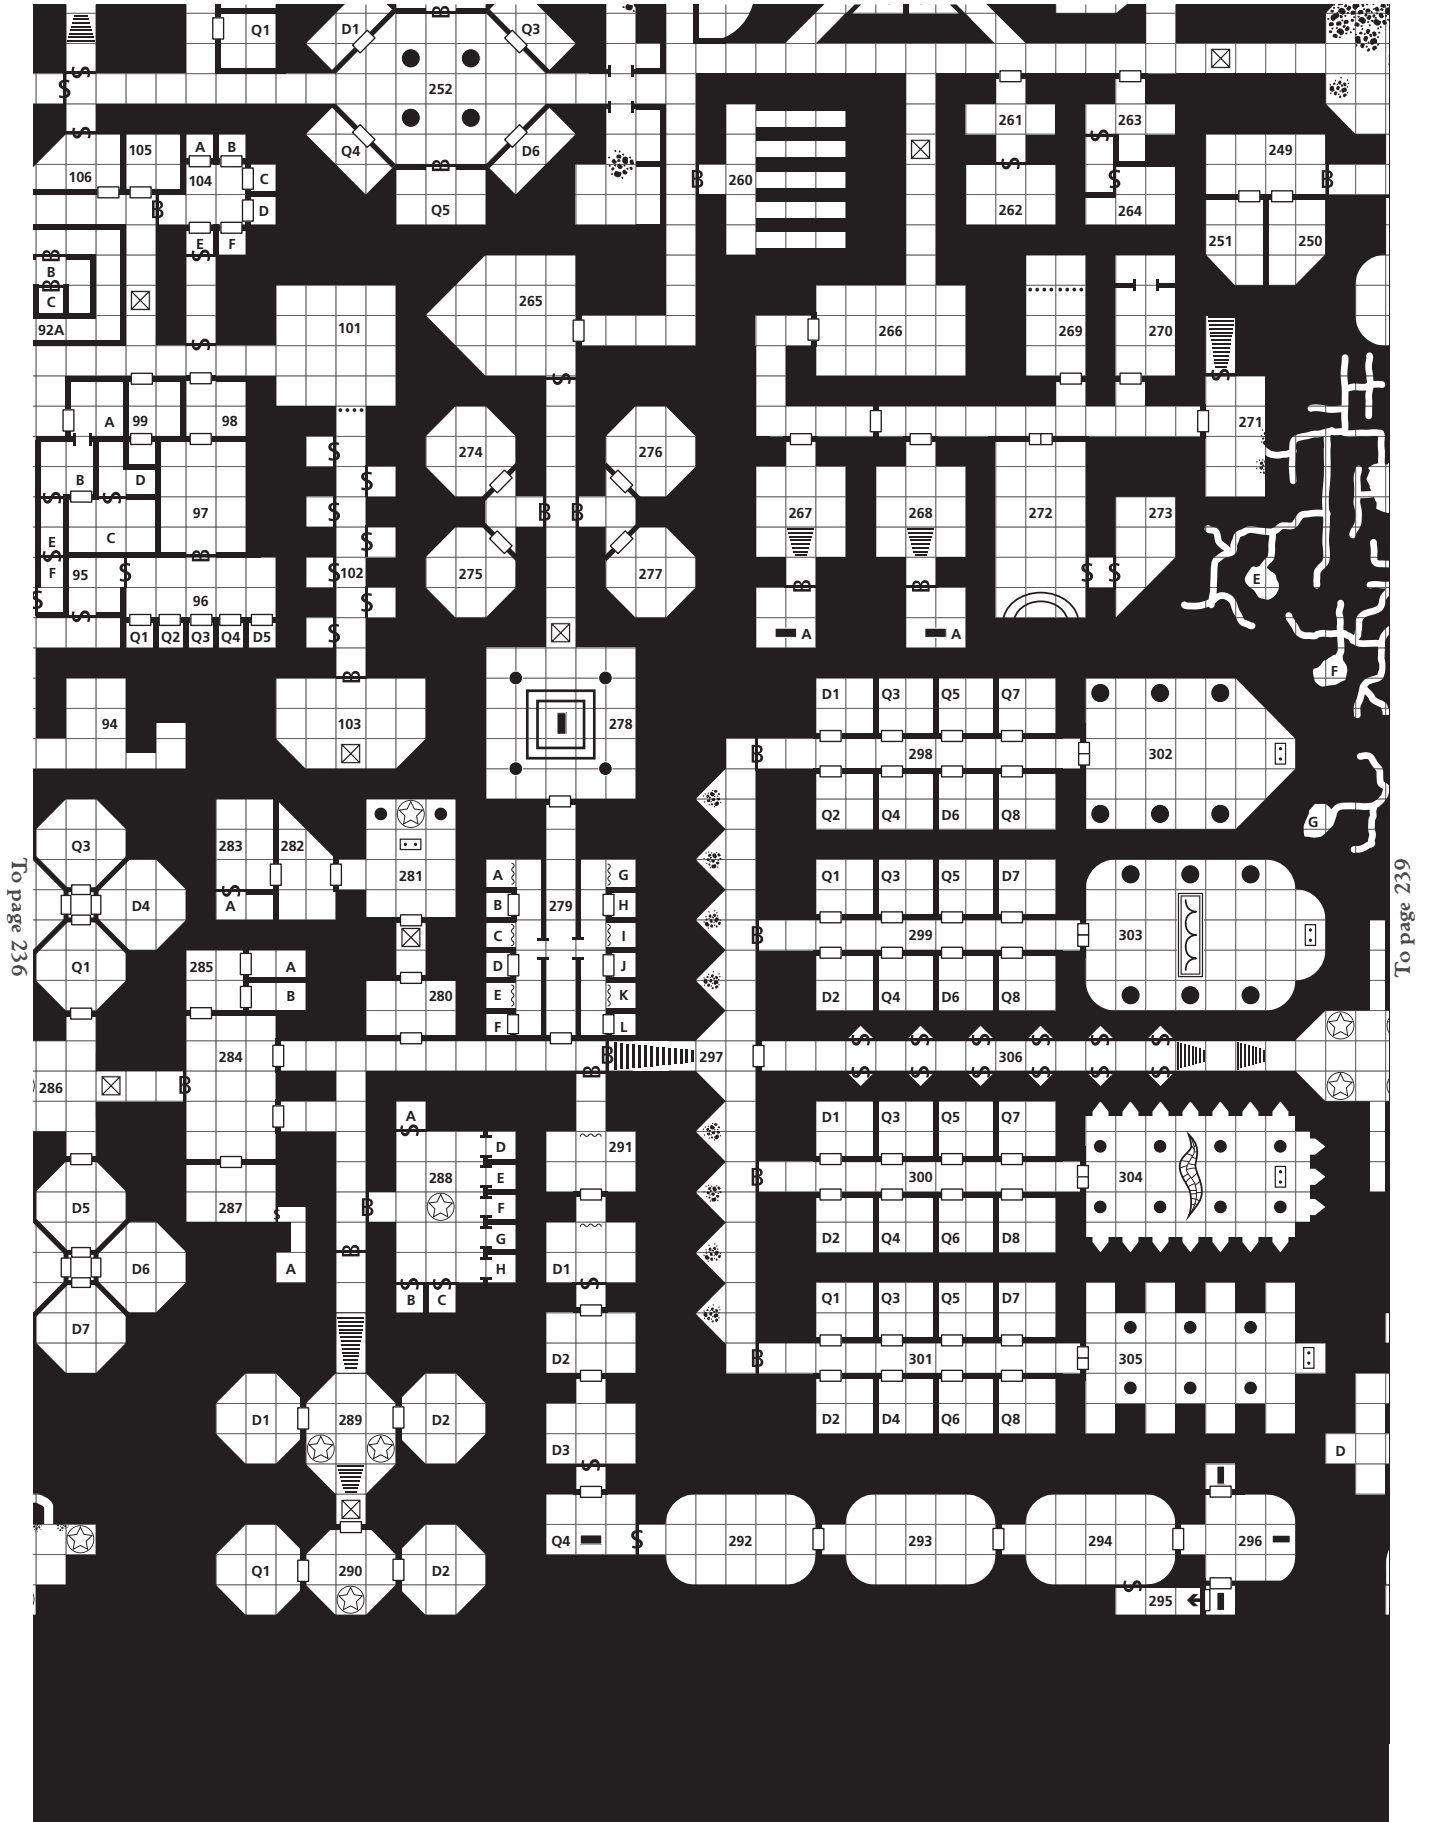 Q1 D1 B Q3
S
S 252
261 263
S
S 105 A B Q4 B D6 S 249
106 104 C B 260 S S B
B D Q5 262 264
E F 251 250
S
B
B B
C 265
92A 101 266 269 270
S
S S
A 99 98 274 276 271
S
B D S
S S 97 S B B 267 268 272 273
E C S
S B
F 95 S S 102 275 277 S S E
96 B B
S S S
Q1 Q2 Q3 Q4 D5 S A A
F
B D1 Q3 Q5 Q7
94 103 278
B 298 302
Q2 Q4 D6 Q8 G
Q3 283 282
281 A G Q1 Q3 Q5 D7
S
D4 A B 279 H
C I B 299 303
Q1 285 A D J
B 280 E K D2 Q4 D6 Q8
F L
S S S S S S
284 B 297 306
B S S S S S S
286 B
A D1 Q3 Q5 Q7
S
D 291
288 E B 300 304
D5 287 B F
S
G D2 Q4 Q6 D8
B
D6 A H D1
S S S
B C Q1 Q3 Q5 D7
D7
D2 B 301 305
D1 289 D2 D2 D4 Q6 Q8
D3 D
S
Q4 S 292 293 294 296
Q1 290 D2
S
295
To page 236
To page 239